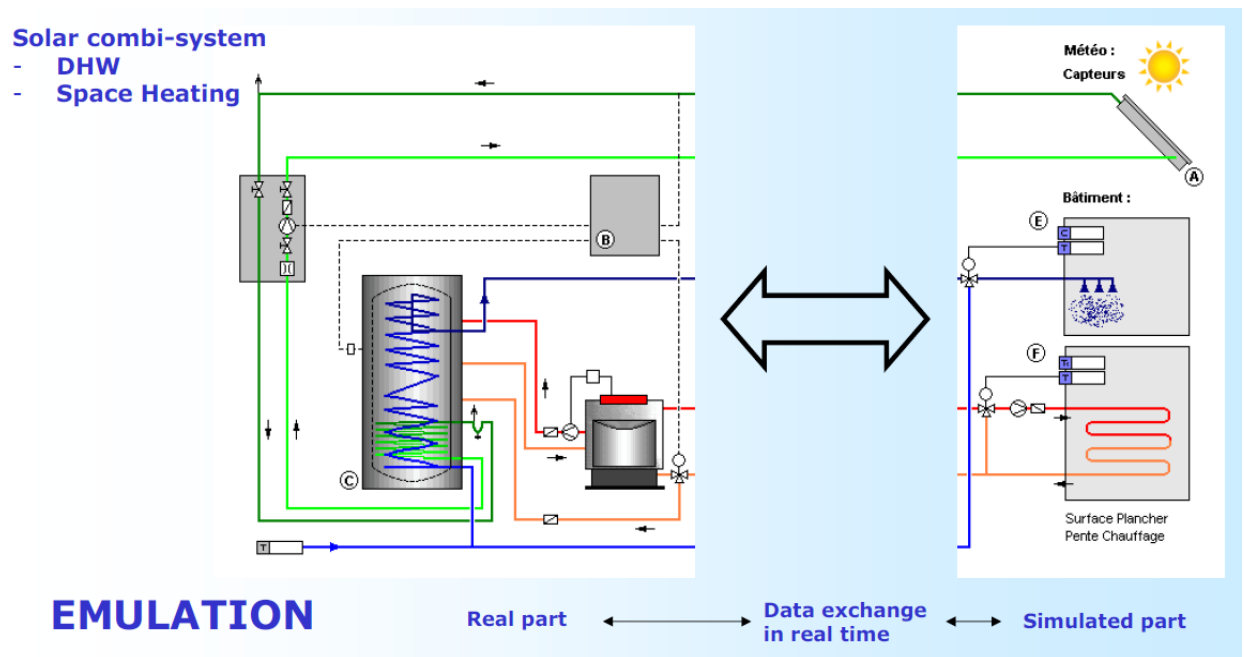 Solar combi-system
- DHW
- Space Heating
Météo :
Capteurs
A
Bâtiment :
E
C
T
B
F
Ti
T
C
T
Surface Plancher
Pente Chauffage
EMULATION
Real part
Data exchange
in real time
Simulated part